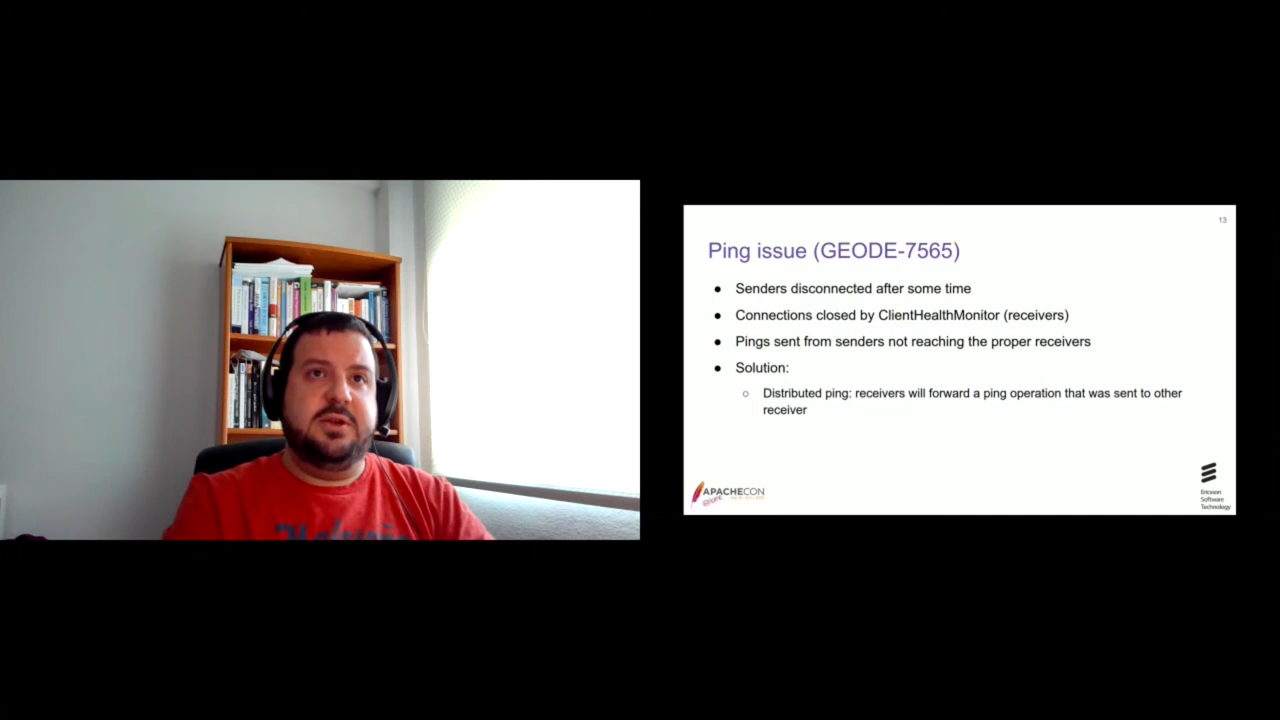 13
Ping issue (GEODE-7565)
● Senders disconnected after some time
● Connections closed by ClientHealthMonitor (receivers)
● Pings sent from senders not reaching the proper receivers
● Solution:
○ Distributed ping: receivers will forward a ping operation that was sent to other
receiver
APACHECON
@HOME
Ericsson
Software
Technology